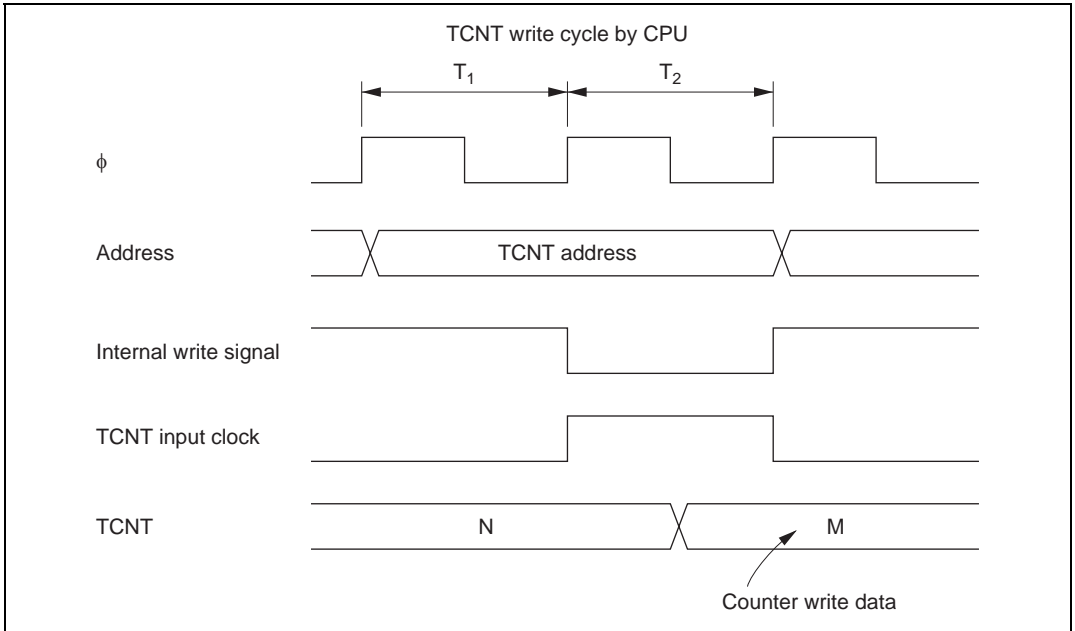 TCNT write cycle by CPU
T1 T2
ϕ
Address TCNT address
Internal write signal
TCNT input clock
TCNT N M
Counter write data